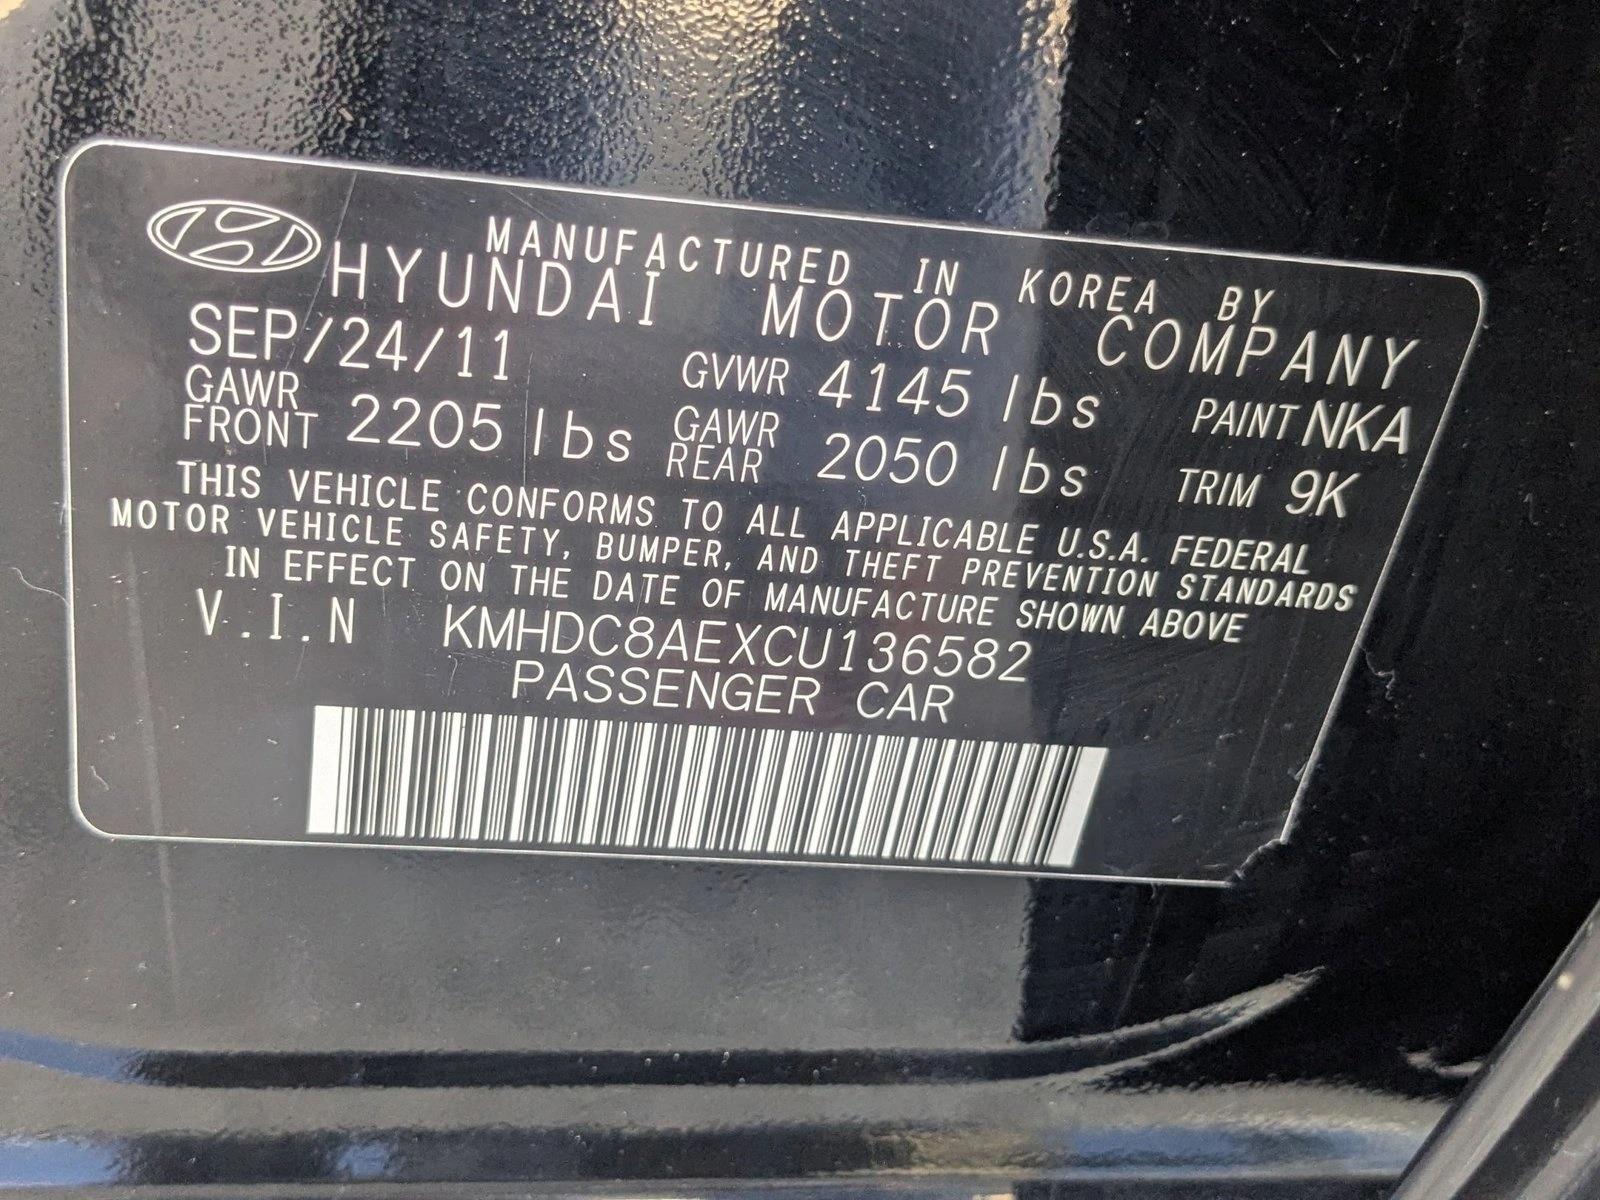 MANUFACTURED IN KOREA BY
HYUNDAI MOTOR COMPANY
SEP/24/11 GVWR 4145 lbs PAINT NKA
GAWR FRONT 2205 lbs GAWR REAR 2050 lbs TRIM 9K
THIS VEHICLE CONFORMS TO ALL APPLICABLE U.S.A. FEDERAL
MOTOR VEHICLE SAFETY, BUMPER, AND THEFT PREVENTION STANDARDS
IN EFFECT ON THE DATE OF MANUFACTURE SHOWN ABOVE
V.I.N KMHDC8AEXCU136582
PASSENGER CAR